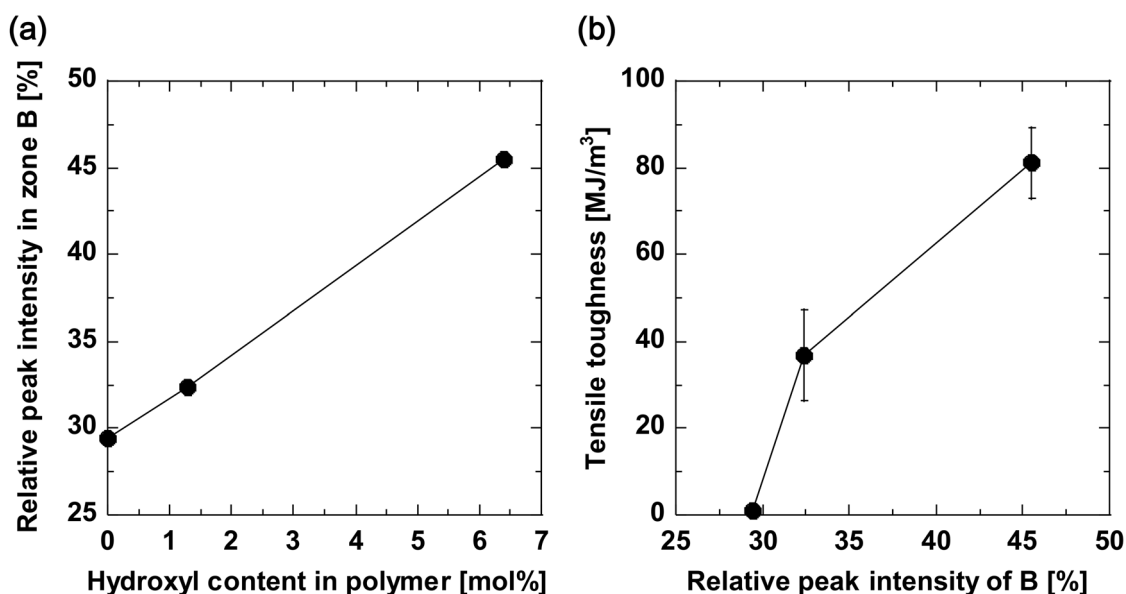 (a)
Relative peak intensity in zone B [%]
50
45
40
35
30
25
0 1 2 3 4 5 6 7
Hydroxyl content in polymer [mol%]
(b)
Tensile toughness [MJ/m³]
100
80
60
40
20
0
25 30 35 40 45 50
Relative peak intensity of B [%]